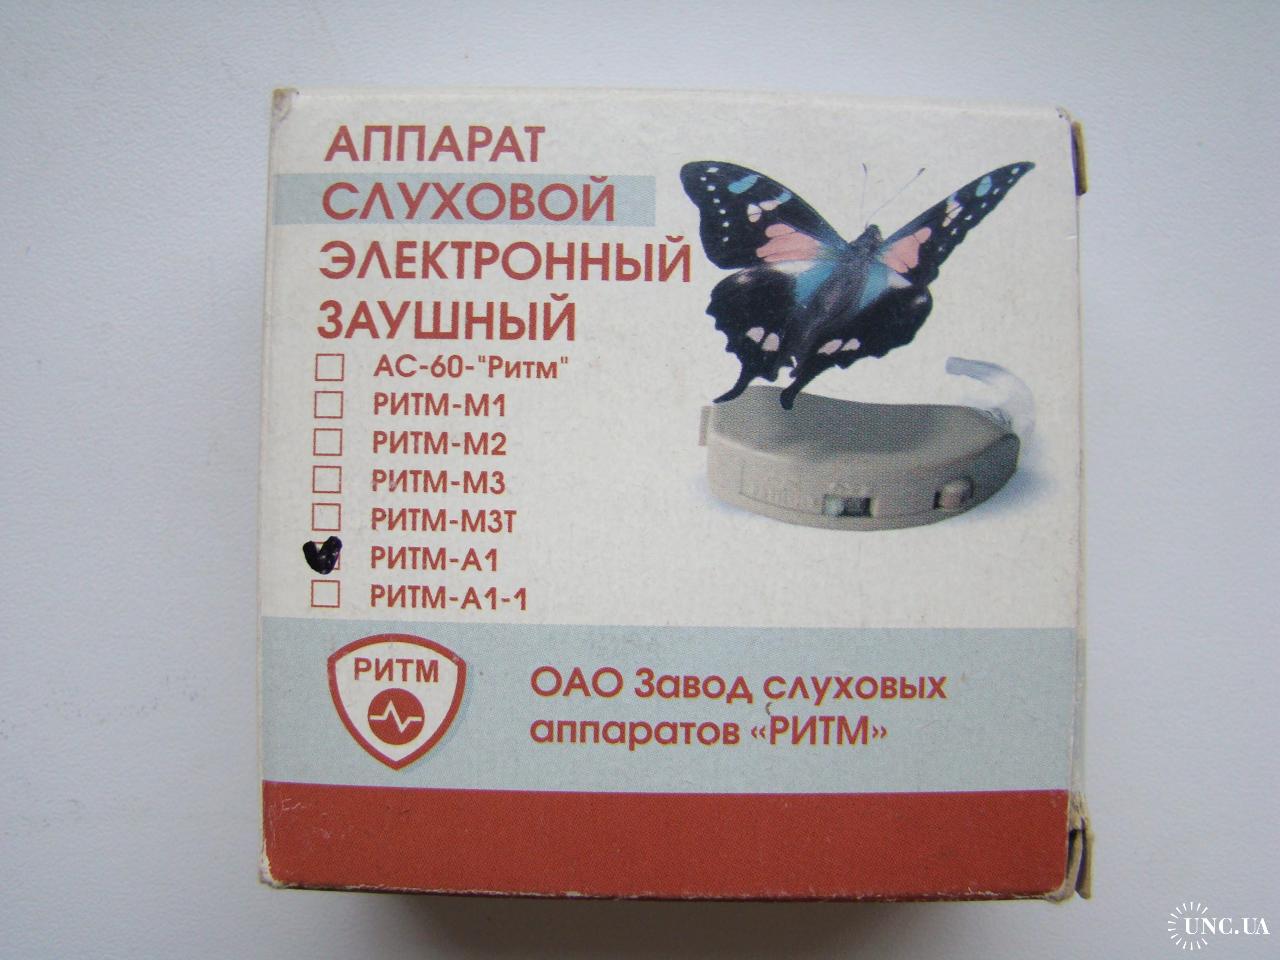 АППАРАТ
СЛУХОВОЙ
ЭЛЕКТРОННЫЙ
ЗАУШНЫЙ
АС-60-"Ритм"
РИТМ-М1
РИТМ-М2
РИТМ-М3
РИТМ-М3Т
РИТМ-А1
РИТМ-А1-1
РИТМ
ОАО Завод слуховых
аппаратов «РИТМ»
UNC.UA